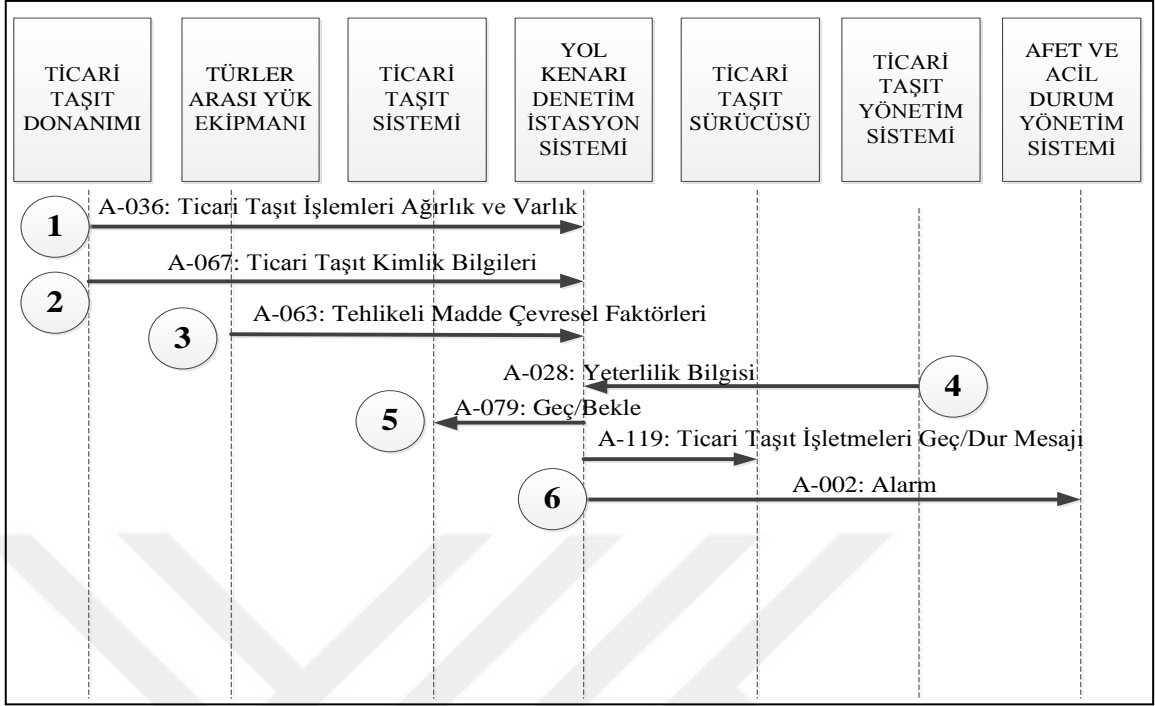 TİCARİ
TAŞIT
DONANIMI
TÜRLER
ARASI YÜK
EKİPMANI
TİCARİ
TAŞIT
SİSTEMİ
YOL
KENARI
DENETİM
İSTASYON
SİSTEMİ
TİCARİ
TAŞIT
SÜRÜCÜSÜ
TİCARİ
TAŞIT
YÖNETİM
SİSTEMİ
AFET VE
ACİL
DURUM
YÖNETİM
SİSTEMİ
1
A-036: Ticari Taşıt İşlemleri Ağırlık ve Varlık
2
A-067: Ticari Taşıt Kimlik Bilgileri
3
A-063: Tehlikeli Madde Çevresel Faktörleri
A-028: Yeterlilik Bilgisi
4
5
A-079: Geç/Bekle
A-119: Ticari Taşıt İşletmeleri Geç/Dur Mesajı
6
A-002: Alarm